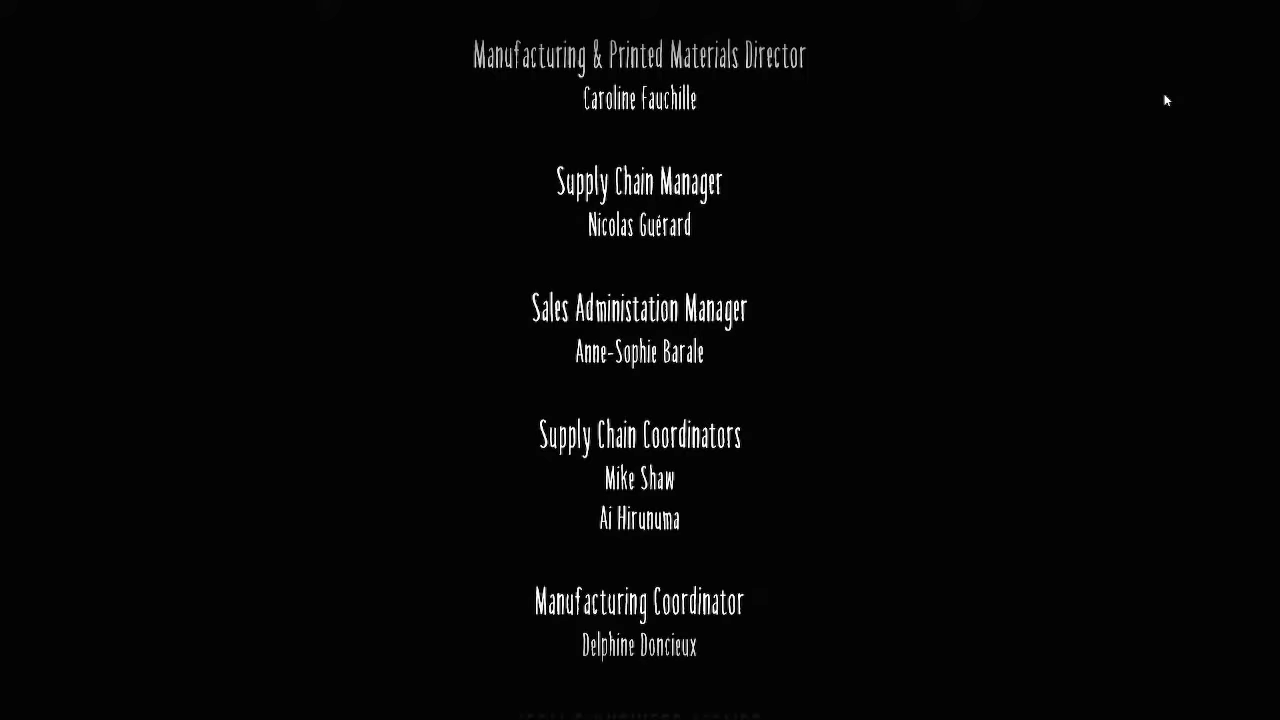 Manufacturing & Printed Materials Director
Caroline Fauchille
Supply Chain Manager
Nicolas Guérard
Sales Administation Manager
Anne-Sophie Barale
Supply Chain Coordinators
Mike Shaw
Ai Hirunuma
Manufacturing Coordinator
Delphine Doncieux